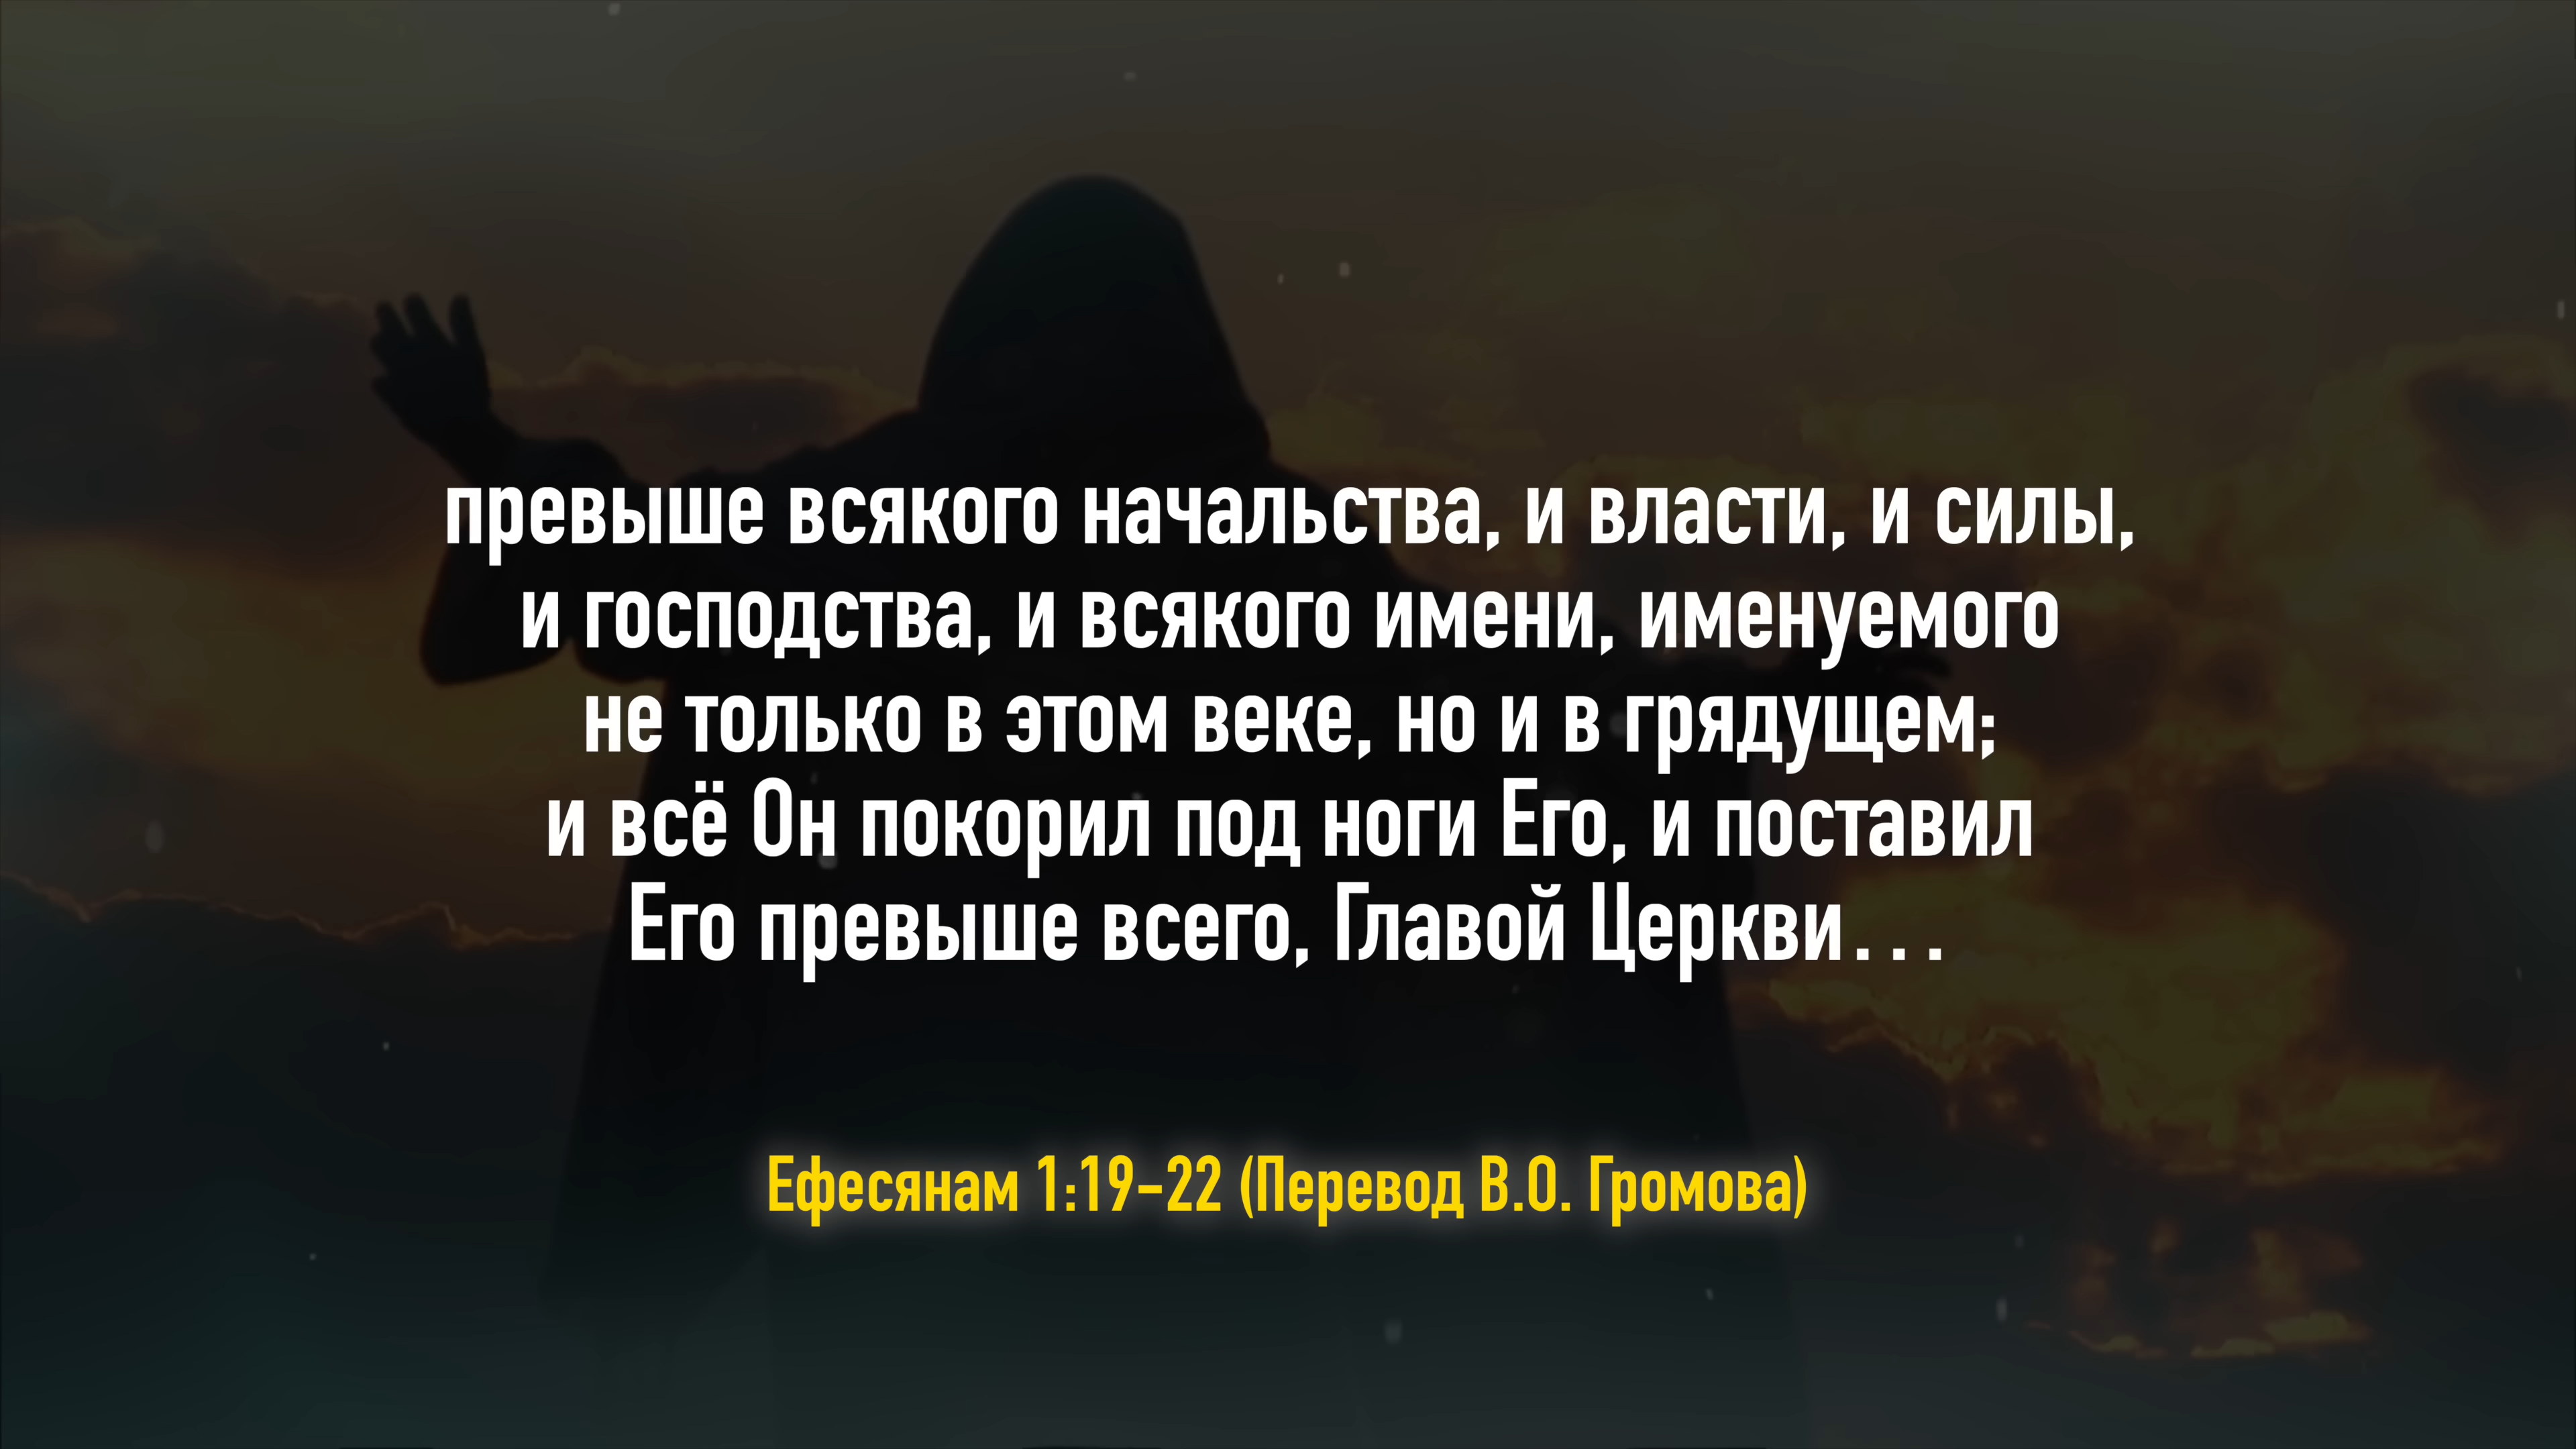 превыше всякого начальства, и власти, и силы,
и господства, и всякого имени, именуемого
не только в этом веке, но и в грядущем;
и всё Он покорил под ноги Его, и поставил
Его превыше всего, Главой Церкви...
Ефесянам 1:19-22 (Перевод В.О. Громова)